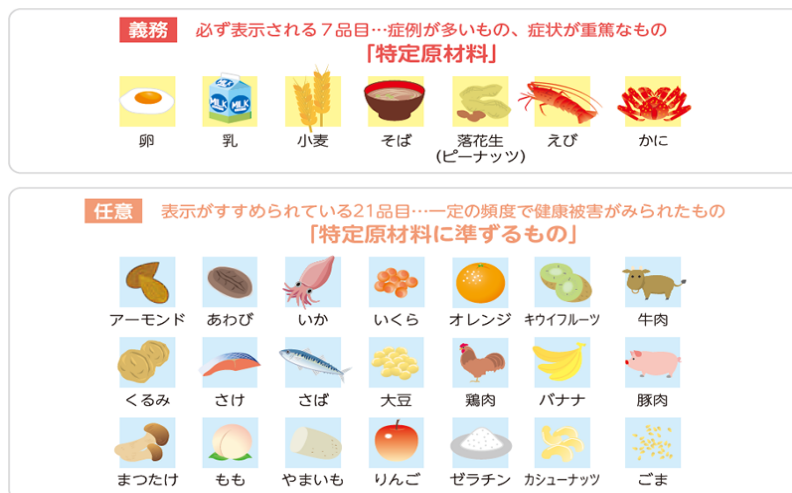 義務 必ず表示される7品目…症例が多いもの、症状が重篤なもの
「特定原材料」
MILK MILK
卵 乳 小麦 そば 落花生 えび かに
(ピーナッツ)
任意 表示がすすめられている21品目…一定の頻度で健康被害がみられたもの
「特定原材料に準ずるもの」
アーモンド あわび いか いくら オレンジ キウイフルーツ 牛肉
くるみ さけ さば 大豆 鶏肉 バナナ 豚肉
まつたけ もも やまいも りんご ゼラチン カシューナッツ ごま